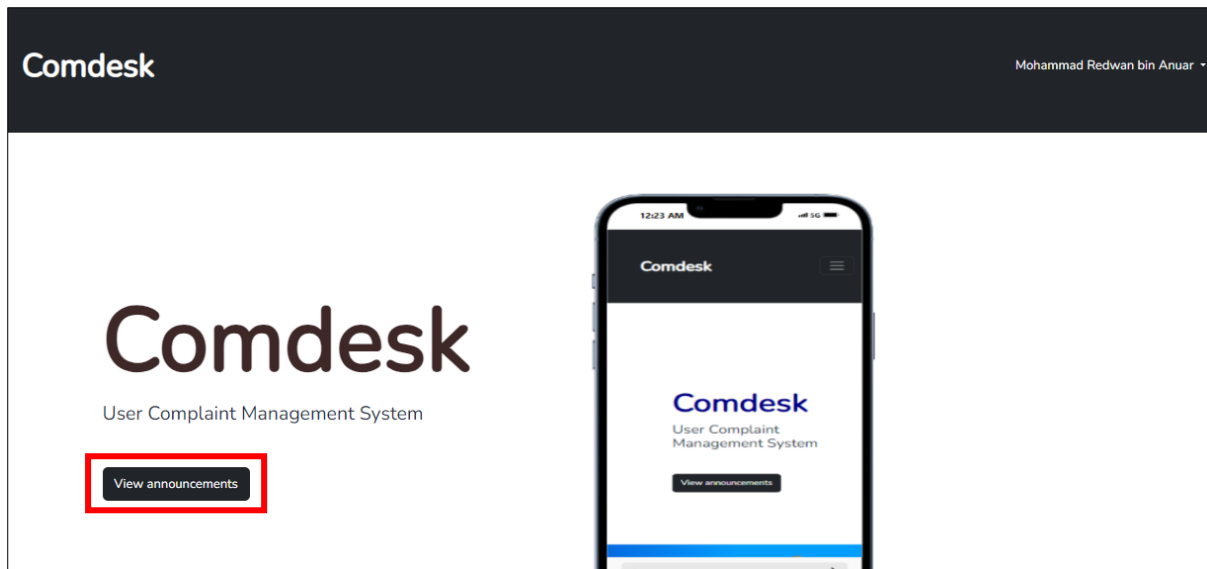 Comdesk
Mohammad Redwan bin Anuar
Comdesk
User Complaint Management System
View announcements
12:23 AM
5G
Comdesk
Comdesk
User Complaint
Management System
View announcements